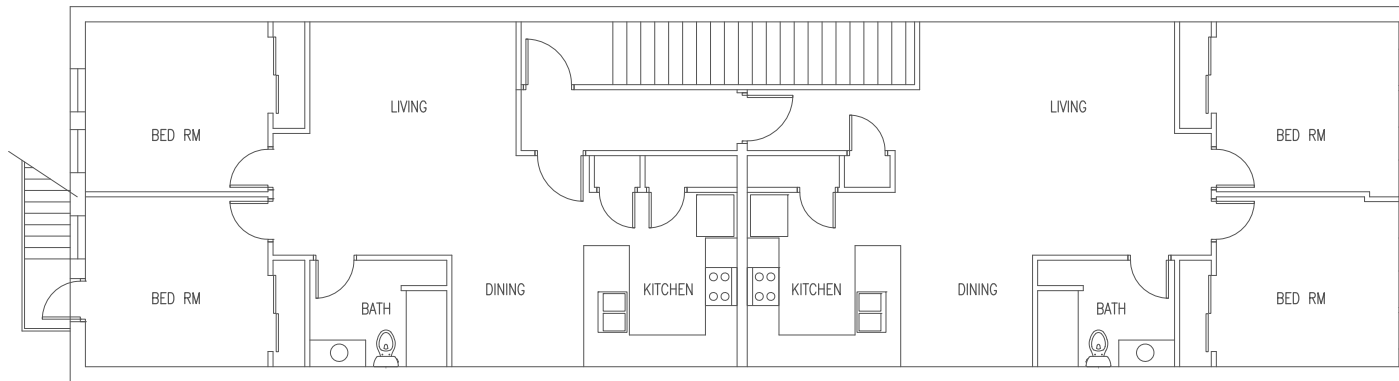 LIVING
LIVING
BED RM
BED RM
BED RM
BED RM
DINING
KITCHEN
KITCHEN
DINING
BATH
BATH